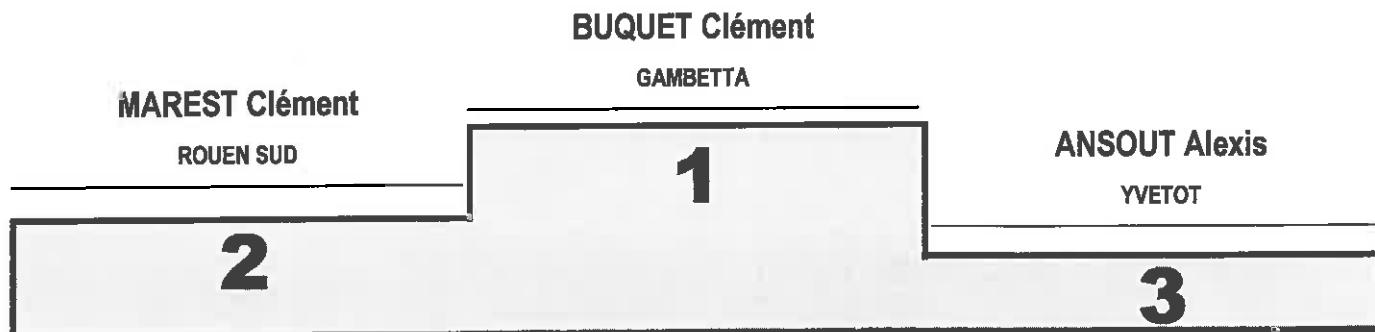 BUQUET Clément
GAMBETTA
MAREST Clément
ROUEN SUD
ANSOUT Alexis
YVETOT
1
2
3